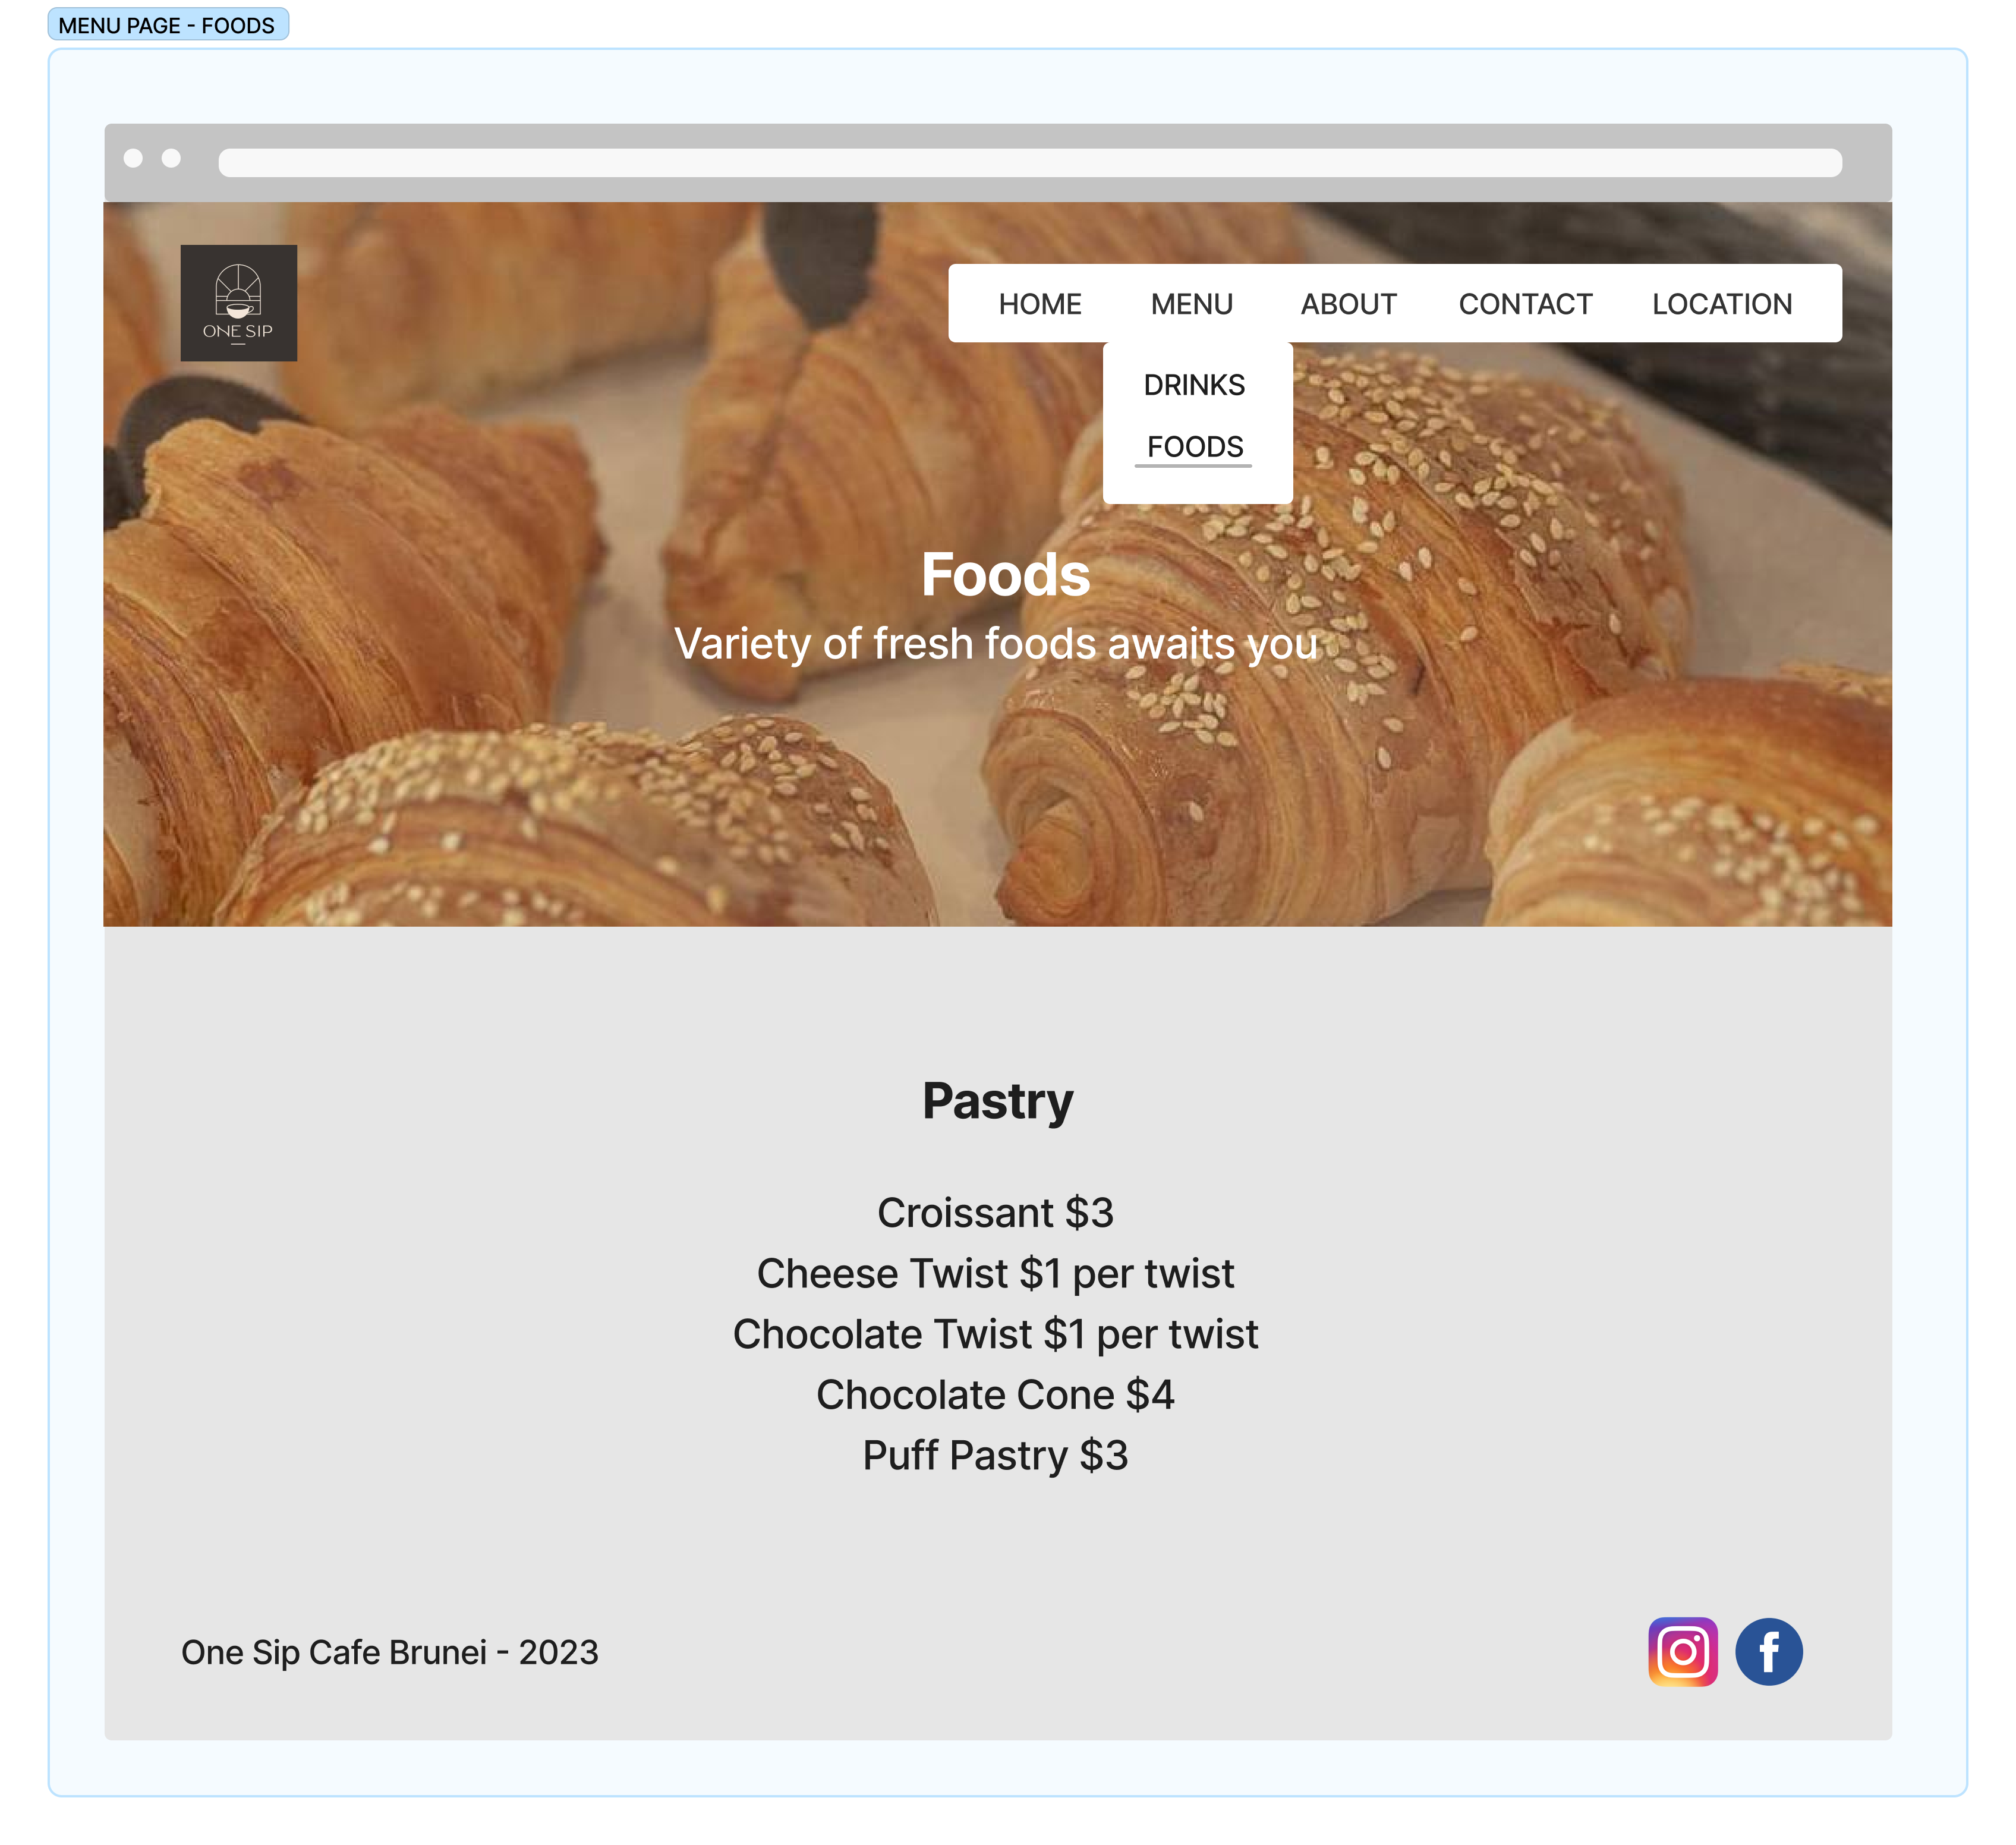 MENU PAGE - FOODS
ONE SIP
HOME MENU ABOUT CONTACT LOCATION
DRINKS
FOODS
Foods
Variety of fresh foods awaits you
Pastry
Croissant $3
Cheese Twist $1 per twist
Chocolate Twist $1 per twist
Chocolate Cone $4
Puff Pastry $3
One Sip Cafe Brunei - 2023